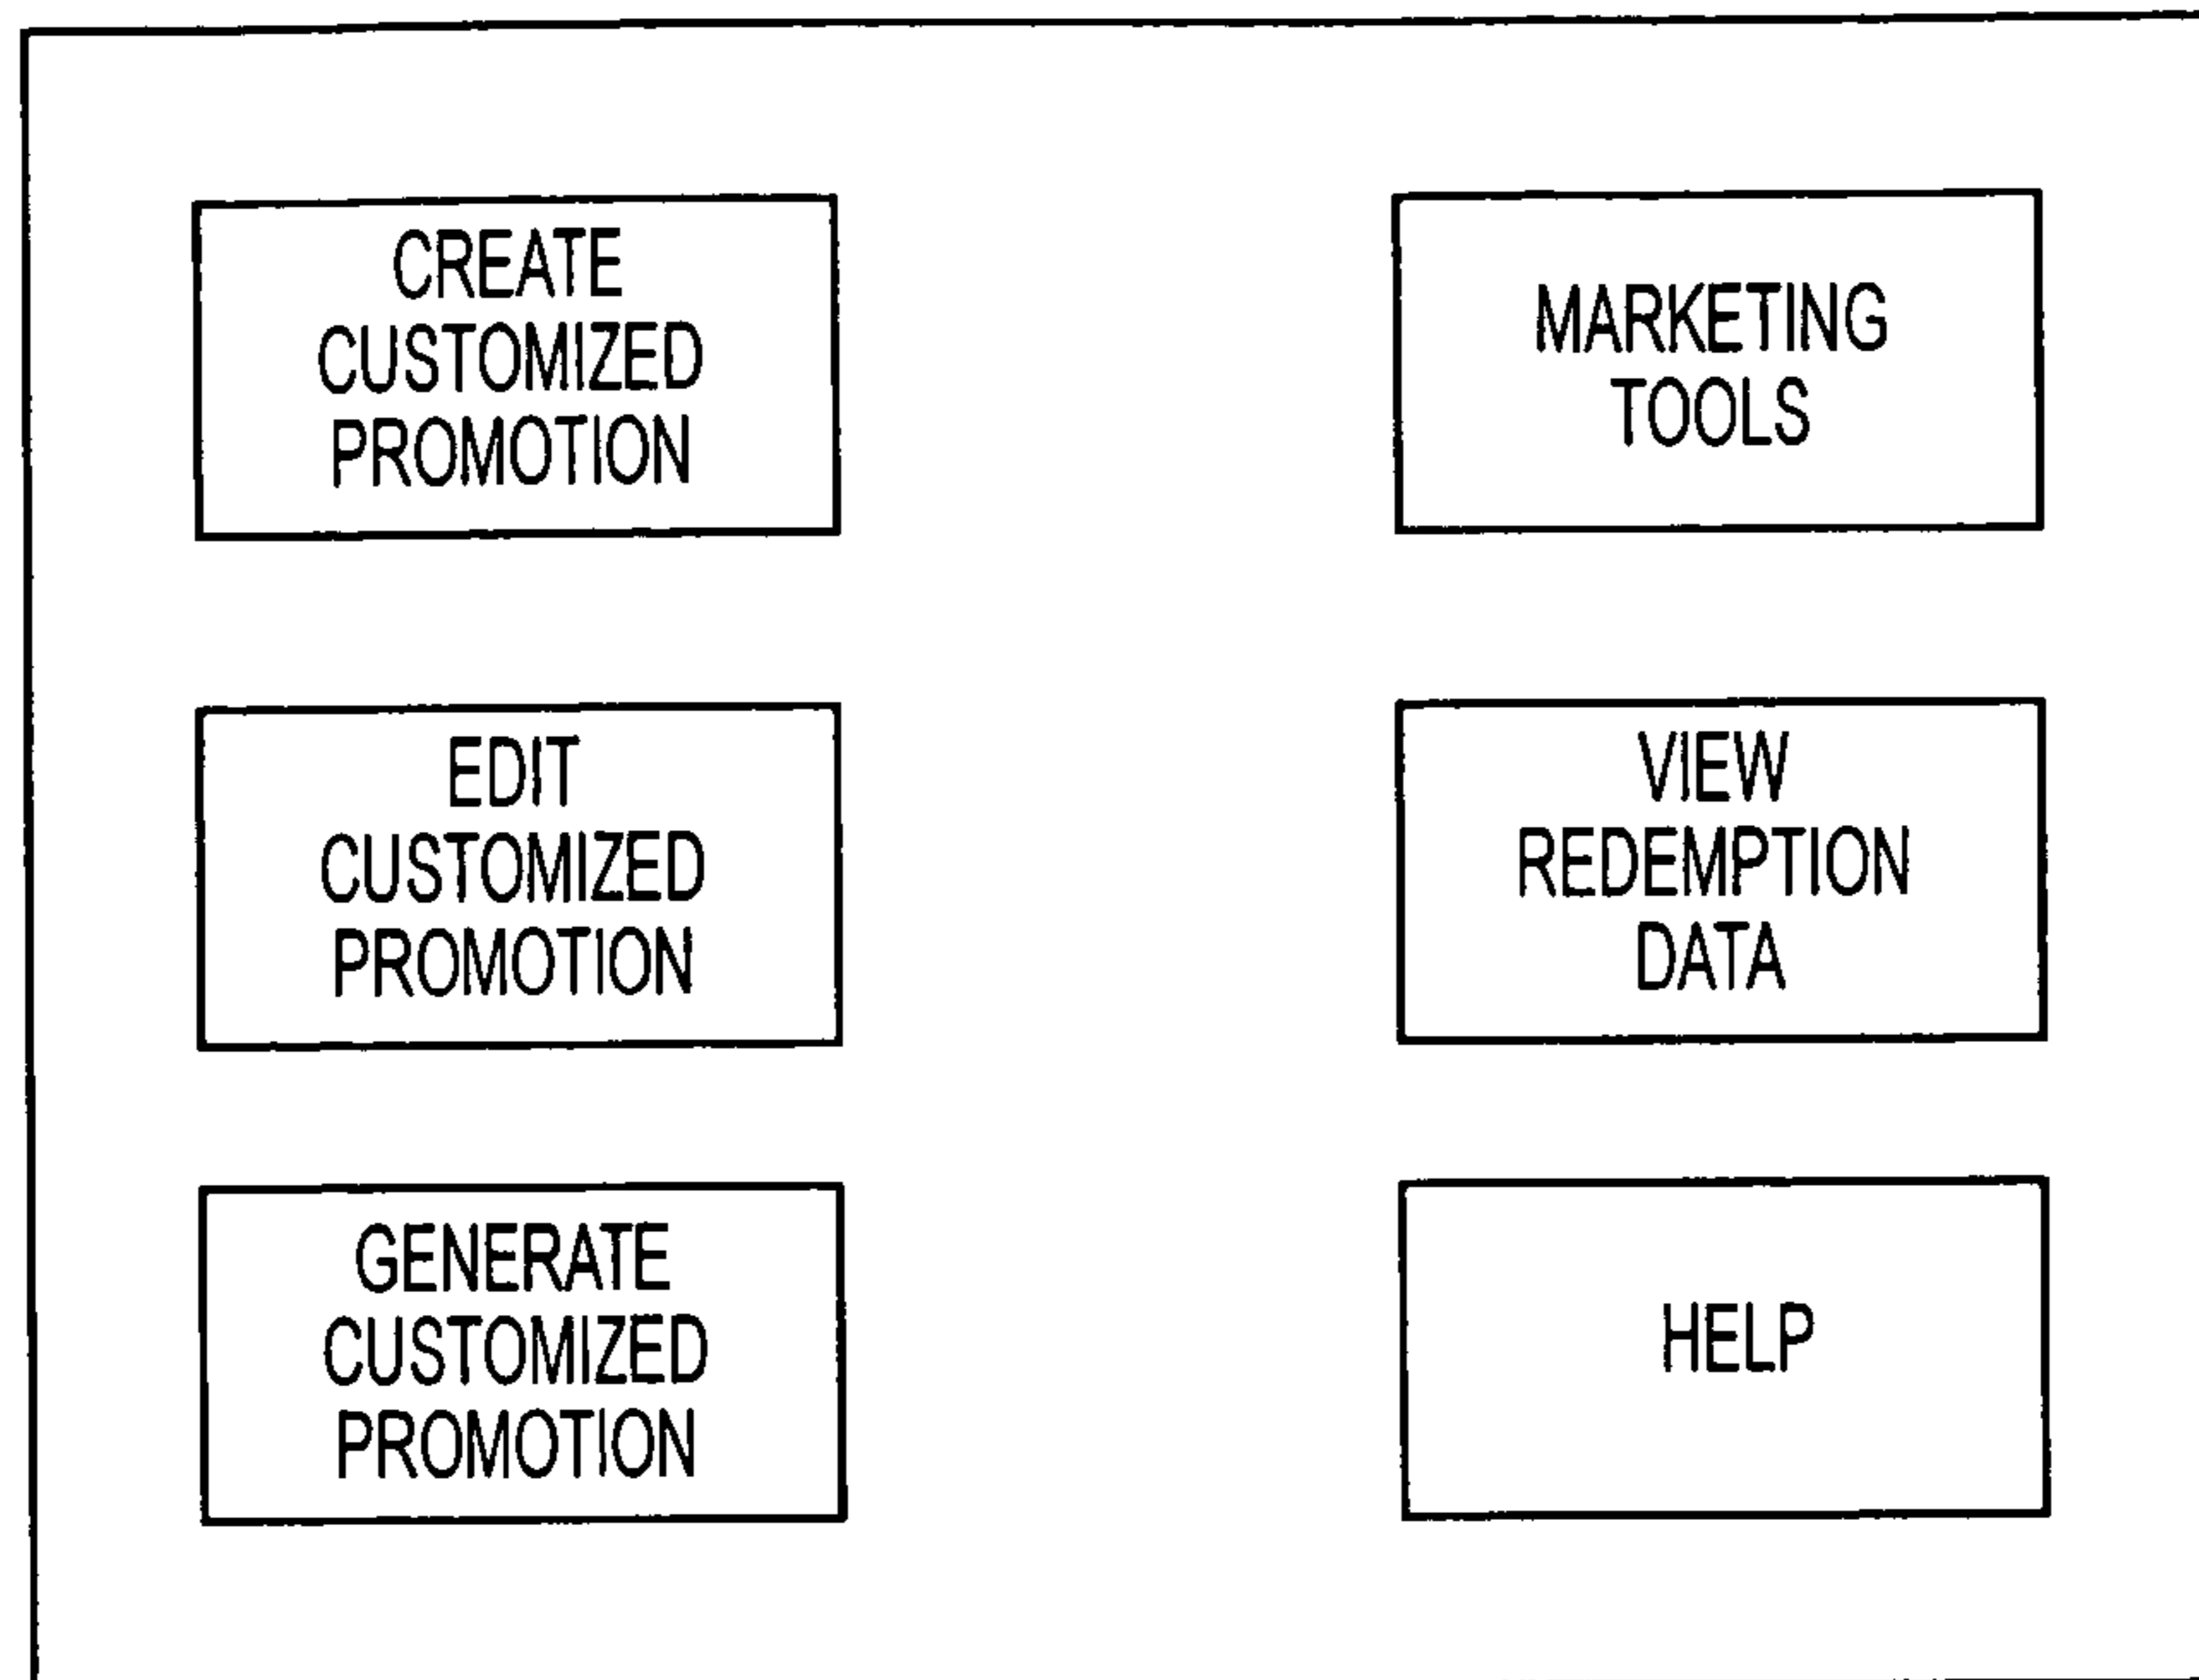 CREATE
CUSTOMIZED
PROMOTION
MARKETING
TOOLS
EDIT
CUSTOMIZED
PROMOTION
VIEW
REDEMPTION
DATA
GENERATE
CUSTOMIZED
PROMOTION
HELP